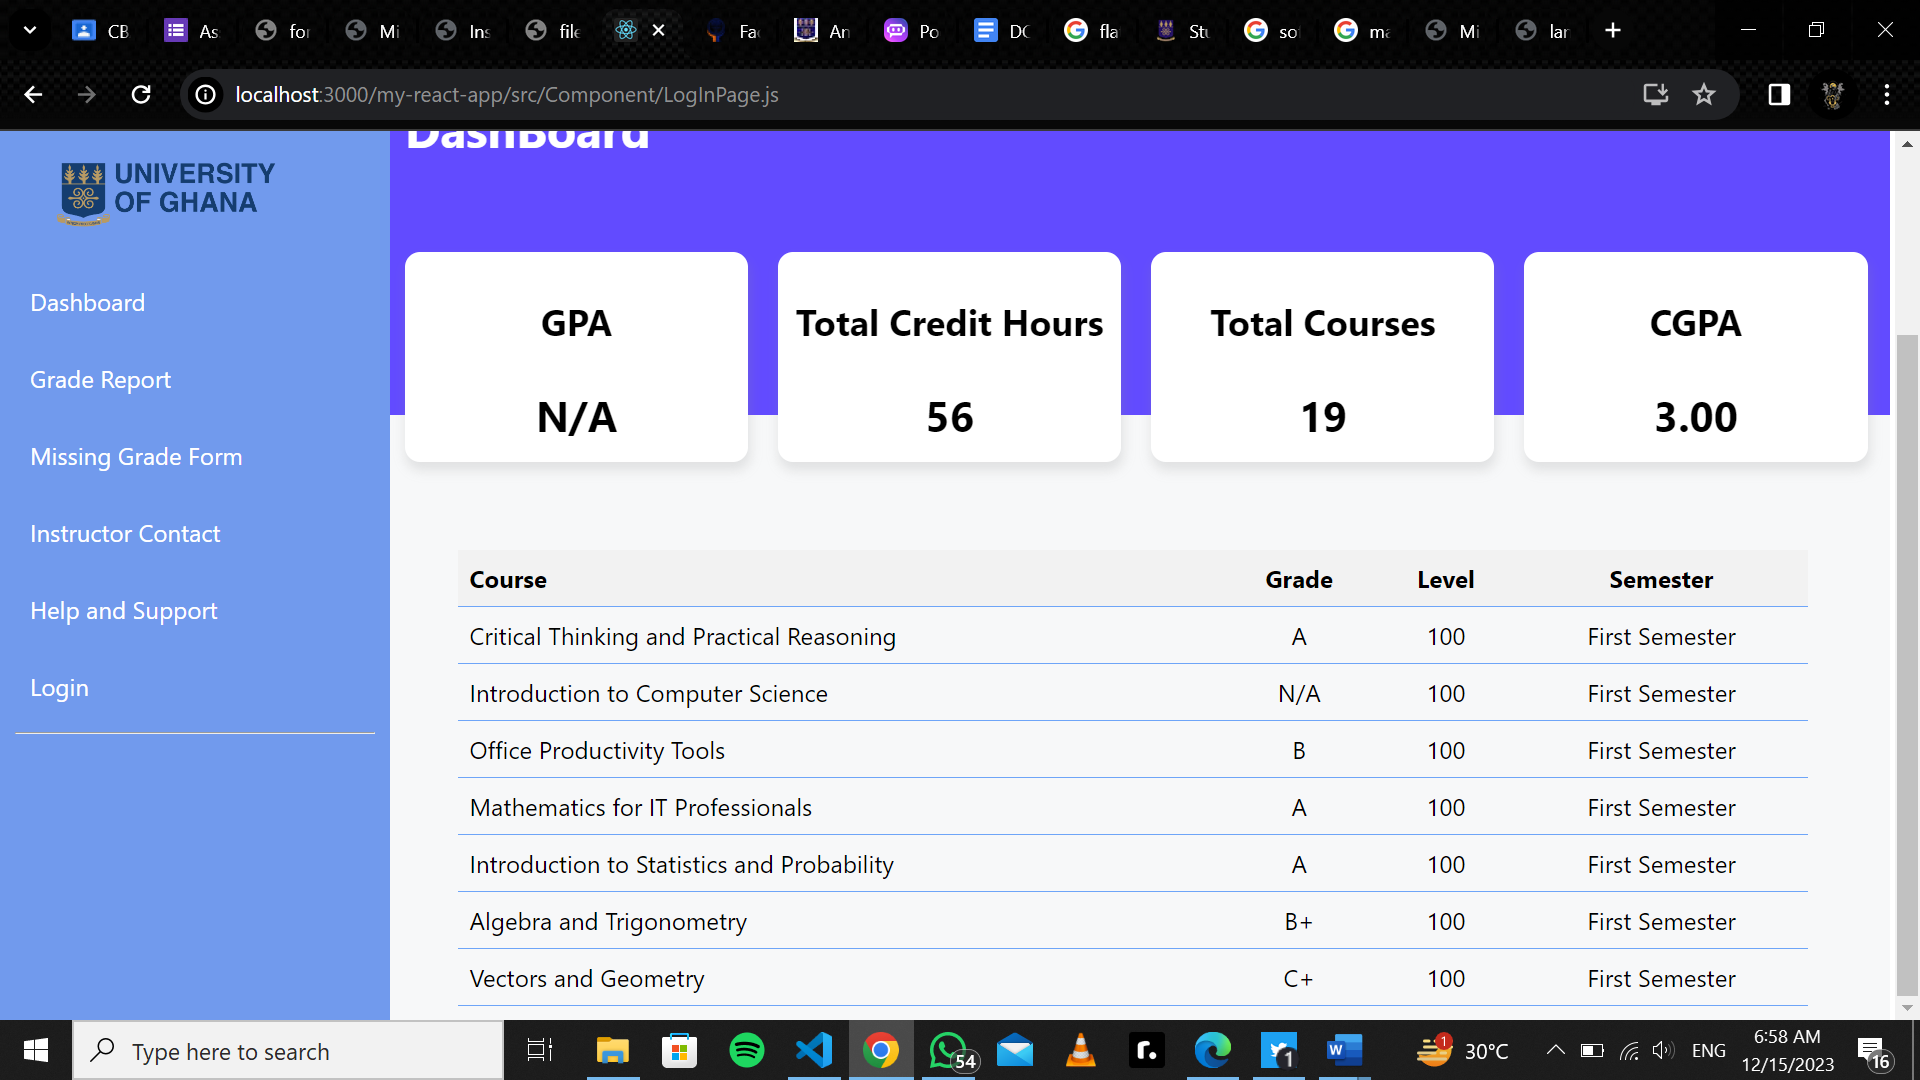 CB As for Mi Ins file Fac An Po DO fla Stu so ma Mi lan
localhost:3000/my-react-app/src/Component/LogInPage.js
DashBoard
UNIVERSITY
OF GHANA
Dashboard
Grade Report
Missing Grade Form
Instructor Contact
Help and Support
Login
GPA Total Credit Hours Total Courses CGPA
N/A 56 19 3.00
Course Grade Level Semester
Critical Thinking and Practical Reasoning A 100 First Semester
Introduction to Computer Science N/A 100 First Semester
Office Productivity Tools B 100 First Semester
Mathematics for IT Professionals A 100 First Semester
Introduction to Statistics and Probability A 100 First Semester
Algebra and Trigonometry B+ 100 First Semester
Vectors and Geometry C+ 100 First Semester
Type here to search
54
r.
1
W
1
30°C
ENG
6:58 AM
12/15/2023
16